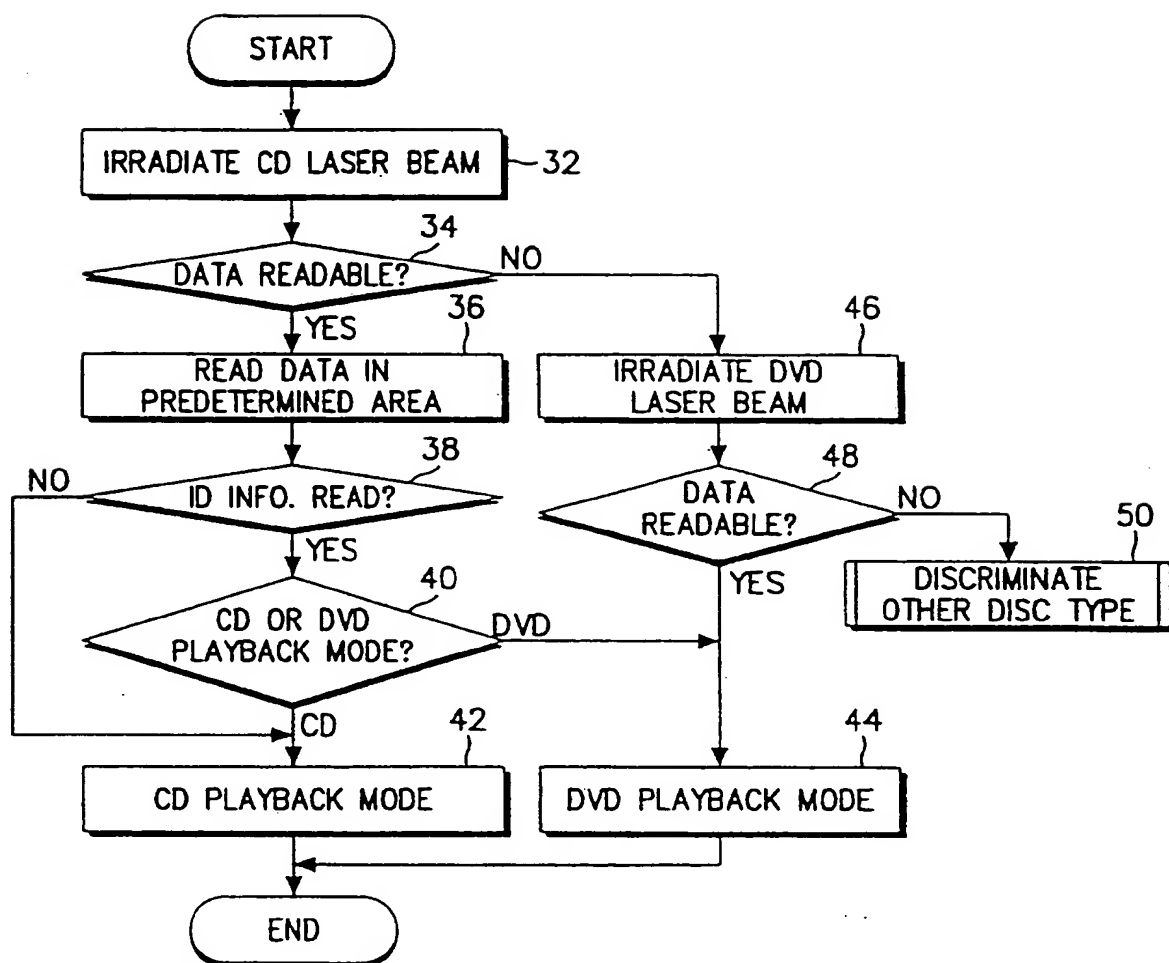 START
IRRADIATE CD LASER BEAM
32
34
DATA READABLE?
NO
YES
36
46
READ DATA IN
PREDETERMINED AREA
IRRADIATE DVD
LASER BEAM
NO
38
ID INFO. READ?
YES
48
DATA
READABLE?
NO
YES
50
DISCRIMINATE
OTHER DISC TYPE
40
CD OR DVD
PLAYBACK MODE?
DVD
CD
42
44
CD PLAYBACK MODE
DVD PLAYBACK MODE
END